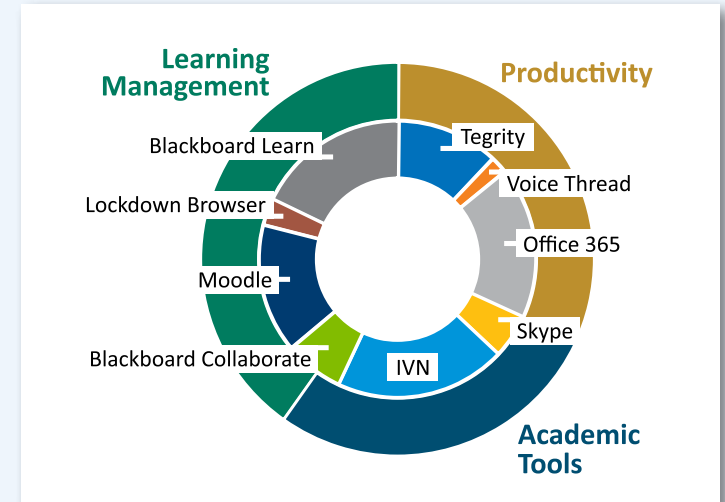 Learning
Management
Productivity
Tegrity
Blackboard Learn
Voice Thread
Lockdown Browser
Office 365
Moodle
Skype
Blackboard Collaborate
IVN
Academic
Tools